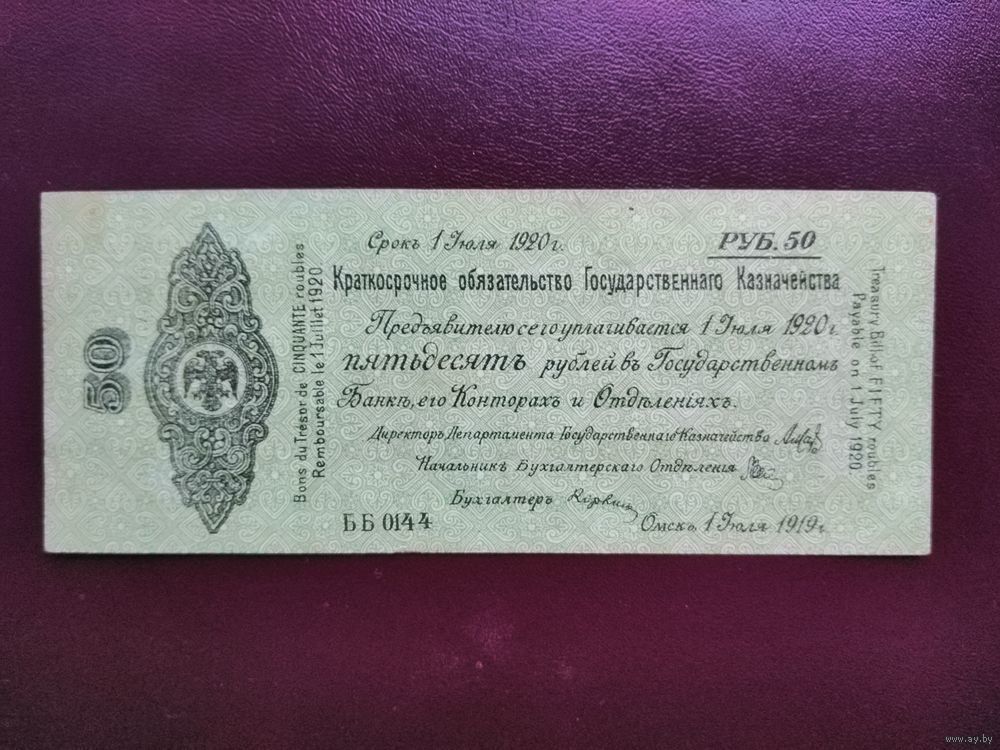 50
Bons du Trésor de CINQUANTE roubles
Remboursable le 1 Juillet 1920
Срокъ 1 Іюля 1920 г.
РУБ. 50
Краткосрочное обязательство Государственнаго Казначейства
Предъявителю сего уплачивается 1 Іюля 1920 г.
пятьдесятъ рублей въ Государственномъ
Банкѣ, его Конторахъ и Отдѣленіяхъ.
Директоръ Департамента Государственнаго Казначейства
Начальникъ Бухгалтерскаго Отдѣленія
Бухгалтеръ
ББ 0144
Омскъ, 1 Іюля 1919 г.
Treasury Bill of FIFTY roubles
Payable on 1 July 1920.
www.ay.by